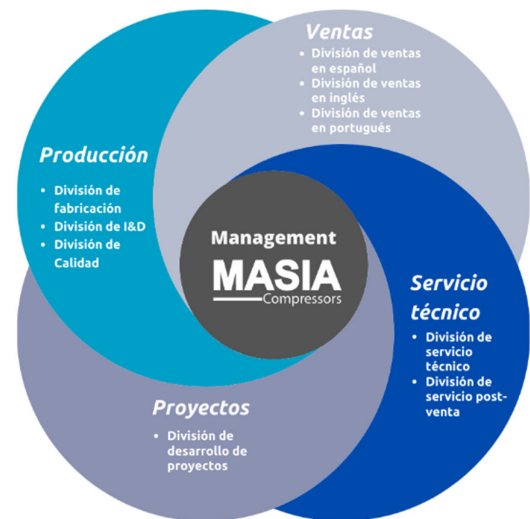 Ventas
• División de ventas
en español
• División de ventas
en inglés
• División de ventas
en portugués
Producción
• División de
fabricación
• División de I&D
• División de
Calidad
Management
MASIA
Compressors
Servicio
técnico
• División de
servicio
técnico
• División de
servicio post-
venta
Proyectos
• División de
desarrollo de
proyectos